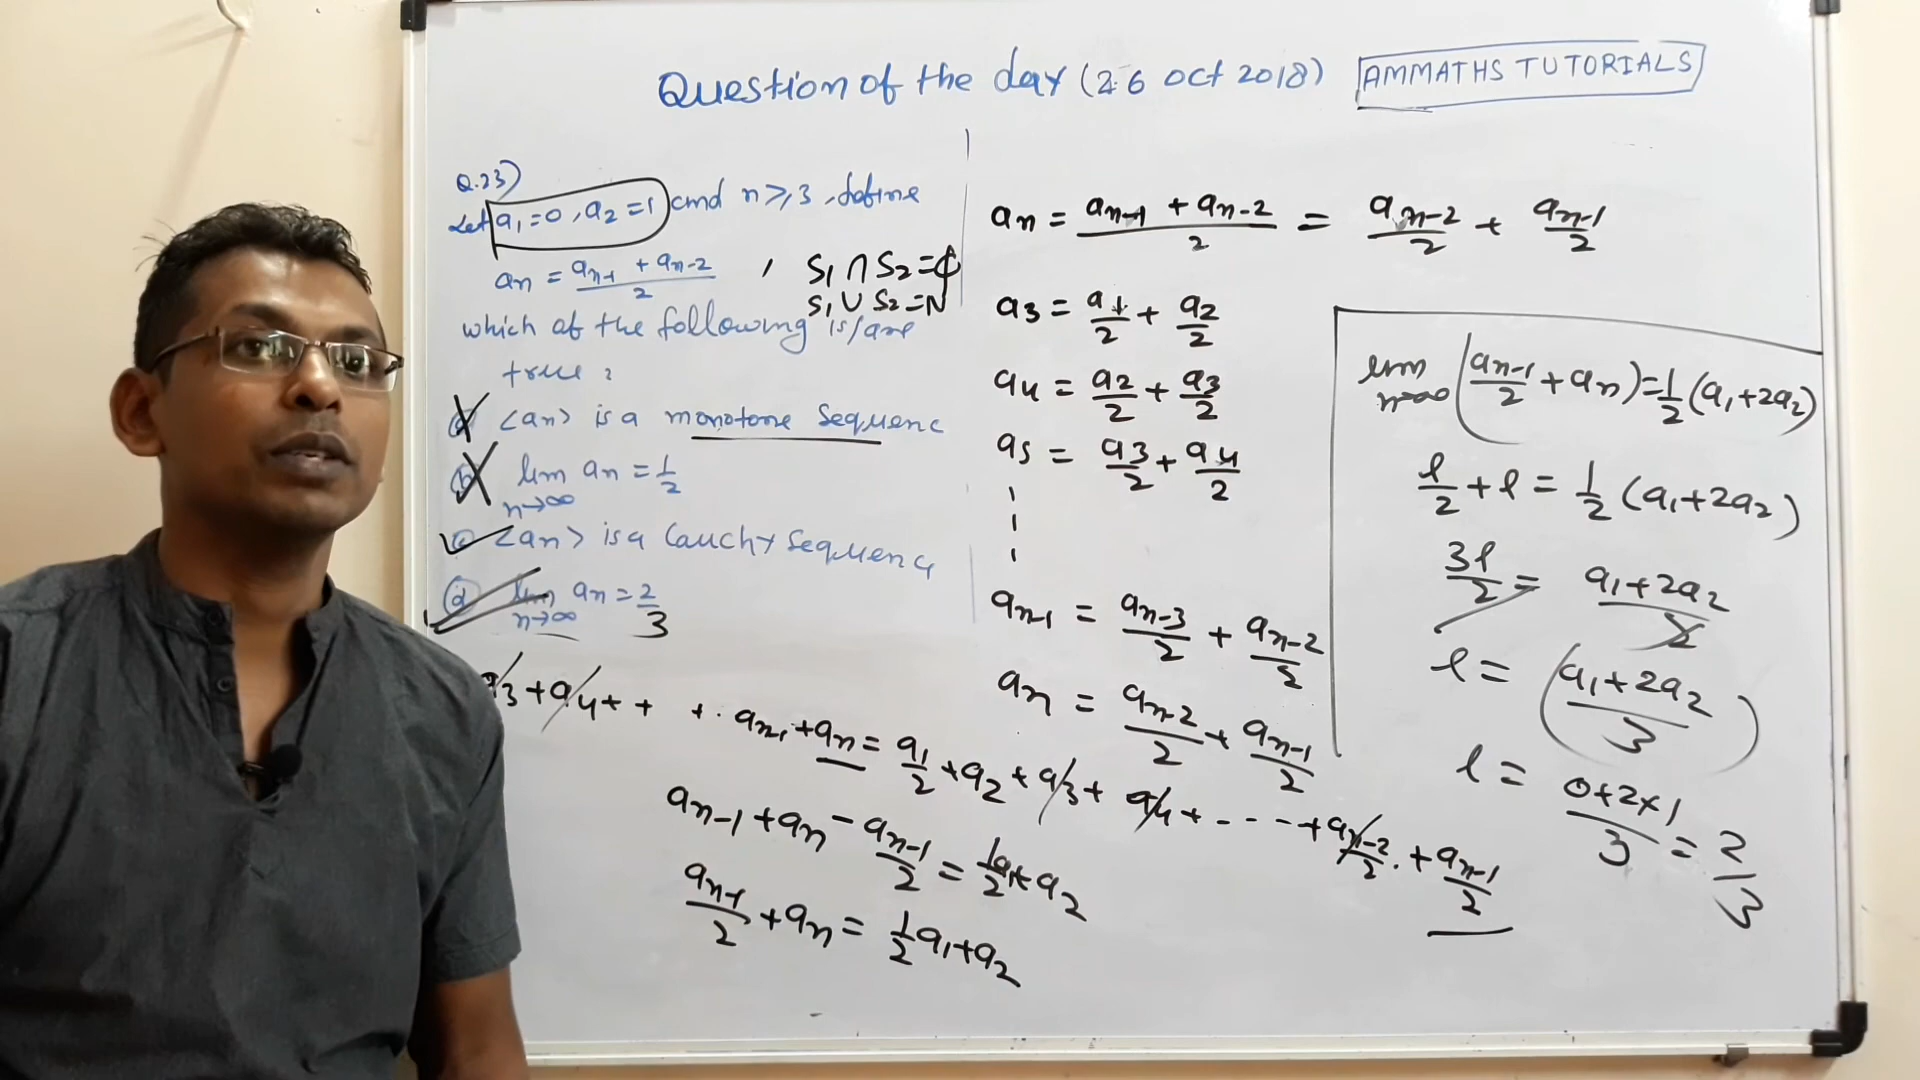 Question of the day (26 oct 2018) AMMATHS TUTORIALS
Q.23)
Let a₁=0, a₂=1 and n≥3, define
aₙ = (aₙ₋₁ + aₙ₋₂)/2 , S₁ ∩ S₂=ϕ
S₁ ∪ S₂=N
which of the following is/are
true?
(a) <aₙ> is a monotone sequenc
(b) lim n→∞ aₙ = 1/2
(c) <aₙ> is a Cauchy Sequenc
(d) lim n→∞ aₙ = 2/3
a₃+a₄+ + +. aₙ₋₁+aₙ = a₁/2 + a₂ + a₃ + a₄ + - - - + aₙ₋₂/2 . + aₙ₋₁/2
aₙ₋₁+aₙ - aₙ₋₁/2 = 1/2 a₁+a₂
aₙ₋₁/2 + aₙ = 1/2 a₁+a₂
aₙ = (aₙ₋₁ + aₙ₋₂)/2 = aₙ₋₂/2 + aₙ₋₁/2
a₃ = a₁/2 + a₂/2
a₄ = a₂/2 + a₃/2
a₅ = a₃/2 + a₄/2
aₙ₋₁ = aₙ₋₃/2 + aₙ₋₂/2
aₙ = aₙ₋₂/2 + aₙ₋₁/2
lim n→∞ (aₙ₋₁/2 + aₙ) = 1/2 (a₁+2a₂)
l/2 + l = 1/2 (a₁+2a₂)
3l/2 = (a₁+2a₂)/2
l = (a₁+2a₂)/3
l = (0+2×1)/3 = 2/3